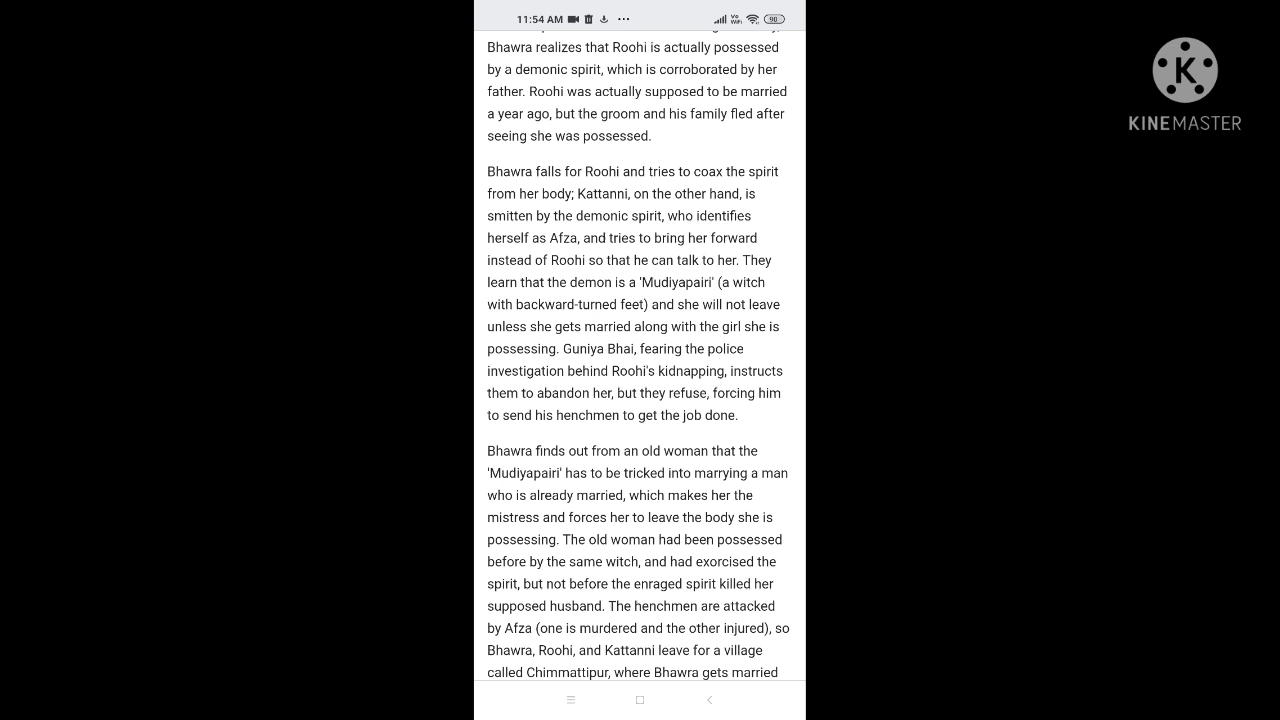 11:54 AM
Vo
WiFi
90
Bhawra realizes that Roohi is actually possessed
by a demonic spirit, which is corroborated by her
father. Roohi was actually supposed to be married
a year ago, but the groom and his family fled after
seeing she was possessed.
Bhawra falls for Roohi and tries to coax the spirit
from her body; Kattanni, on the other hand, is
smitten by the demonic spirit, who identifies
herself as Afza, and tries to bring her forward
instead of Roohi so that he can talk to her. They
learn that the demon is a 'Mudiyapairi' (a witch
with backward-turned feet) and she will not leave
unless she gets married along with the girl she is
possessing. Guniya Bhai, fearing the police
investigation behind Roohi's kidnapping, instructs
them to abandon her, but they refuse, forcing him
to send his henchmen to get the job done.
Bhawra finds out from an old woman that the
'Mudiyapairi' has to be tricked into marrying a man
who is already married, which makes her the
mistress and forces her to leave the body she is
possessing. The old woman had been possessed
before by the same witch, and had exorcised the
spirit, but not before the enraged spirit killed her
supposed husband. The henchmen are attacked
by Afza (one is murdered and the other injured), so
Bhawra, Roohi, and Kattanni leave for a village
called Chimmattipur, where Bhawra gets married
K
KINEMASTER